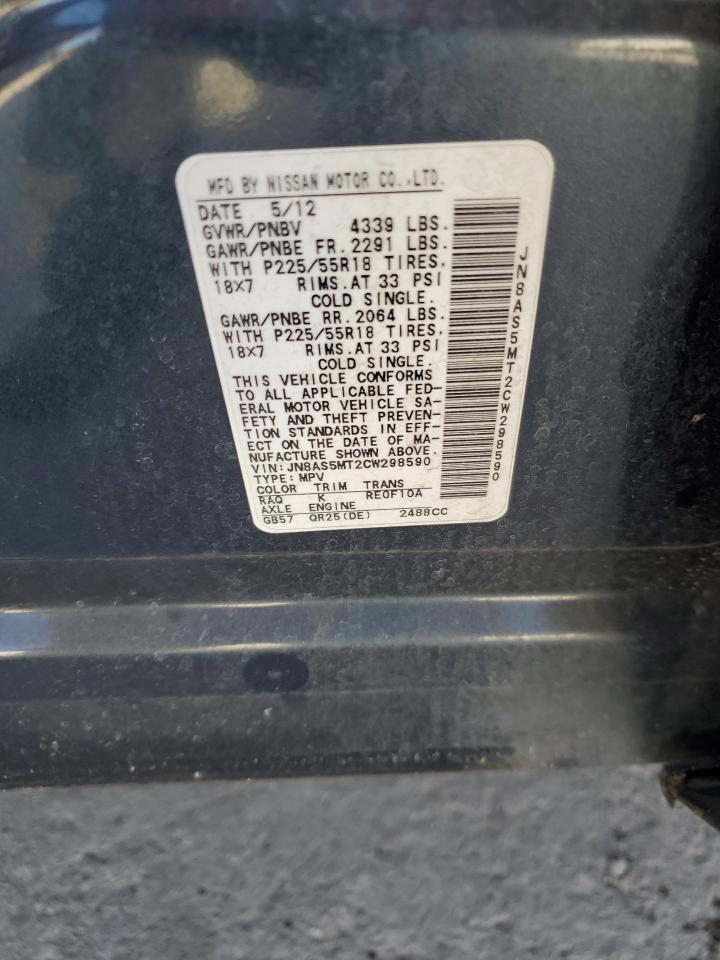 MFD BY NISSAN MOTOR CO.,LTD.
DATE 5/12
GVWR/PNBV 4339 LBS.
GAWR/PNBE FR. 2291 LBS.
WITH P225/55R18 TIRES,
18X7 RIMS. AT 33 PSI
COLD SINGLE.
GAWR/PNBE RR. 2064 LBS.
WITH P225/55R18 TIRES,
18X7 RIMS. AT 33 PSI
COLD SINGLE.
THIS VEHICLE CONFORMS
TO ALL APPLICABLE FED-
ERAL MOTOR VEHICLE SA-
FETY AND THEFT PREVEN-
TION STANDARDS IN EFF-
ECT ON THE DATE OF MA-
NUFACTURE SHOWN ABOVE.
VIN:JN8AS5MT2CW298590
TYPE:MPV
COLOR TRIM TRANS
RAQ K RE0F10A
AXLE ENGINE
GB57 QR25(DE) 2488CC
JN8AS5MT2CW298590